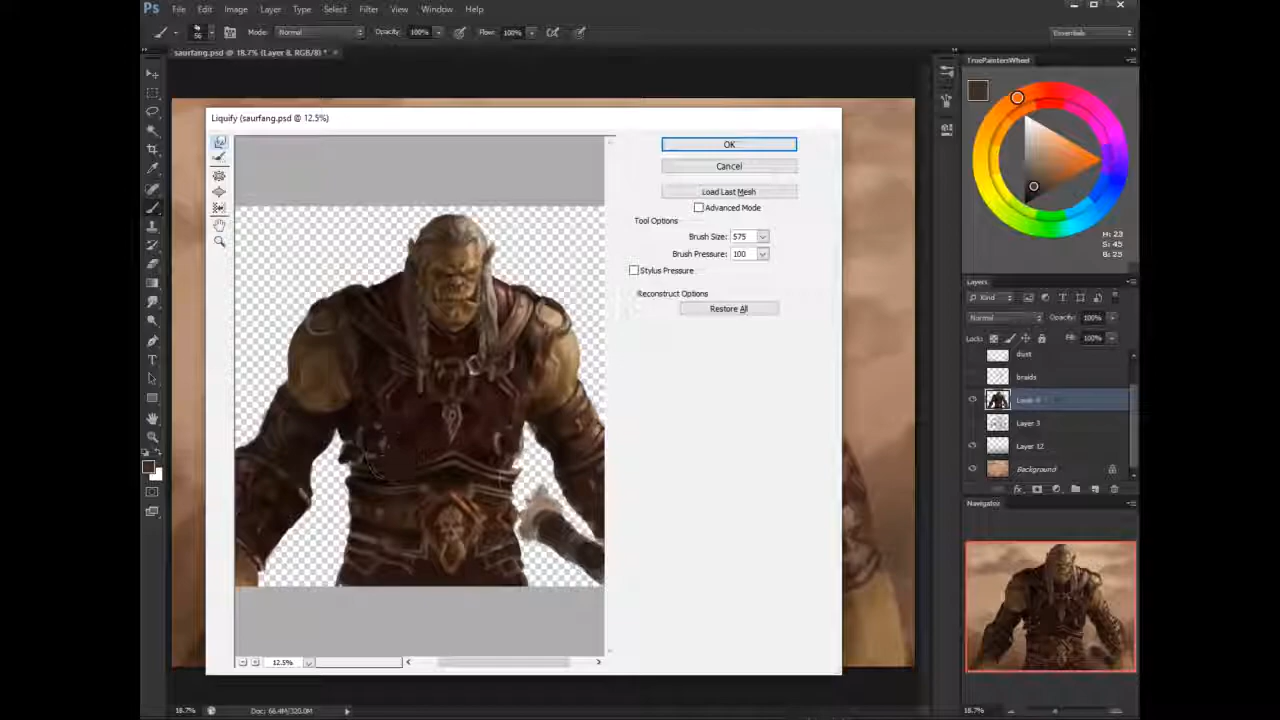 Ps File Edit Image Layer Type Select Filter View Window Help
56 Mode: Normal Opacity: 100% Flow: 100% Essentials
saurfang.psd @ 18.7% (Layer 8, RGB/8) *
TruePaintersWheel
Liquify (saurfang.psd @ 12.5%)
OK
Cancel
Load Last Mesh
Advanced Mode
Tool Options
Brush Size: 575
Brush Pressure: 100
Stylus Pressure
Reconstruct Options
Restore All
H: 23
S: 45
B: 25
Layers
Kind
Normal Opacity: 100%
Fill: 100%
dust
braids
Layer 3
Layer 12
Background
Navigator
12.5%
18.7% Doc: 66.4M/320.0M
18.7%